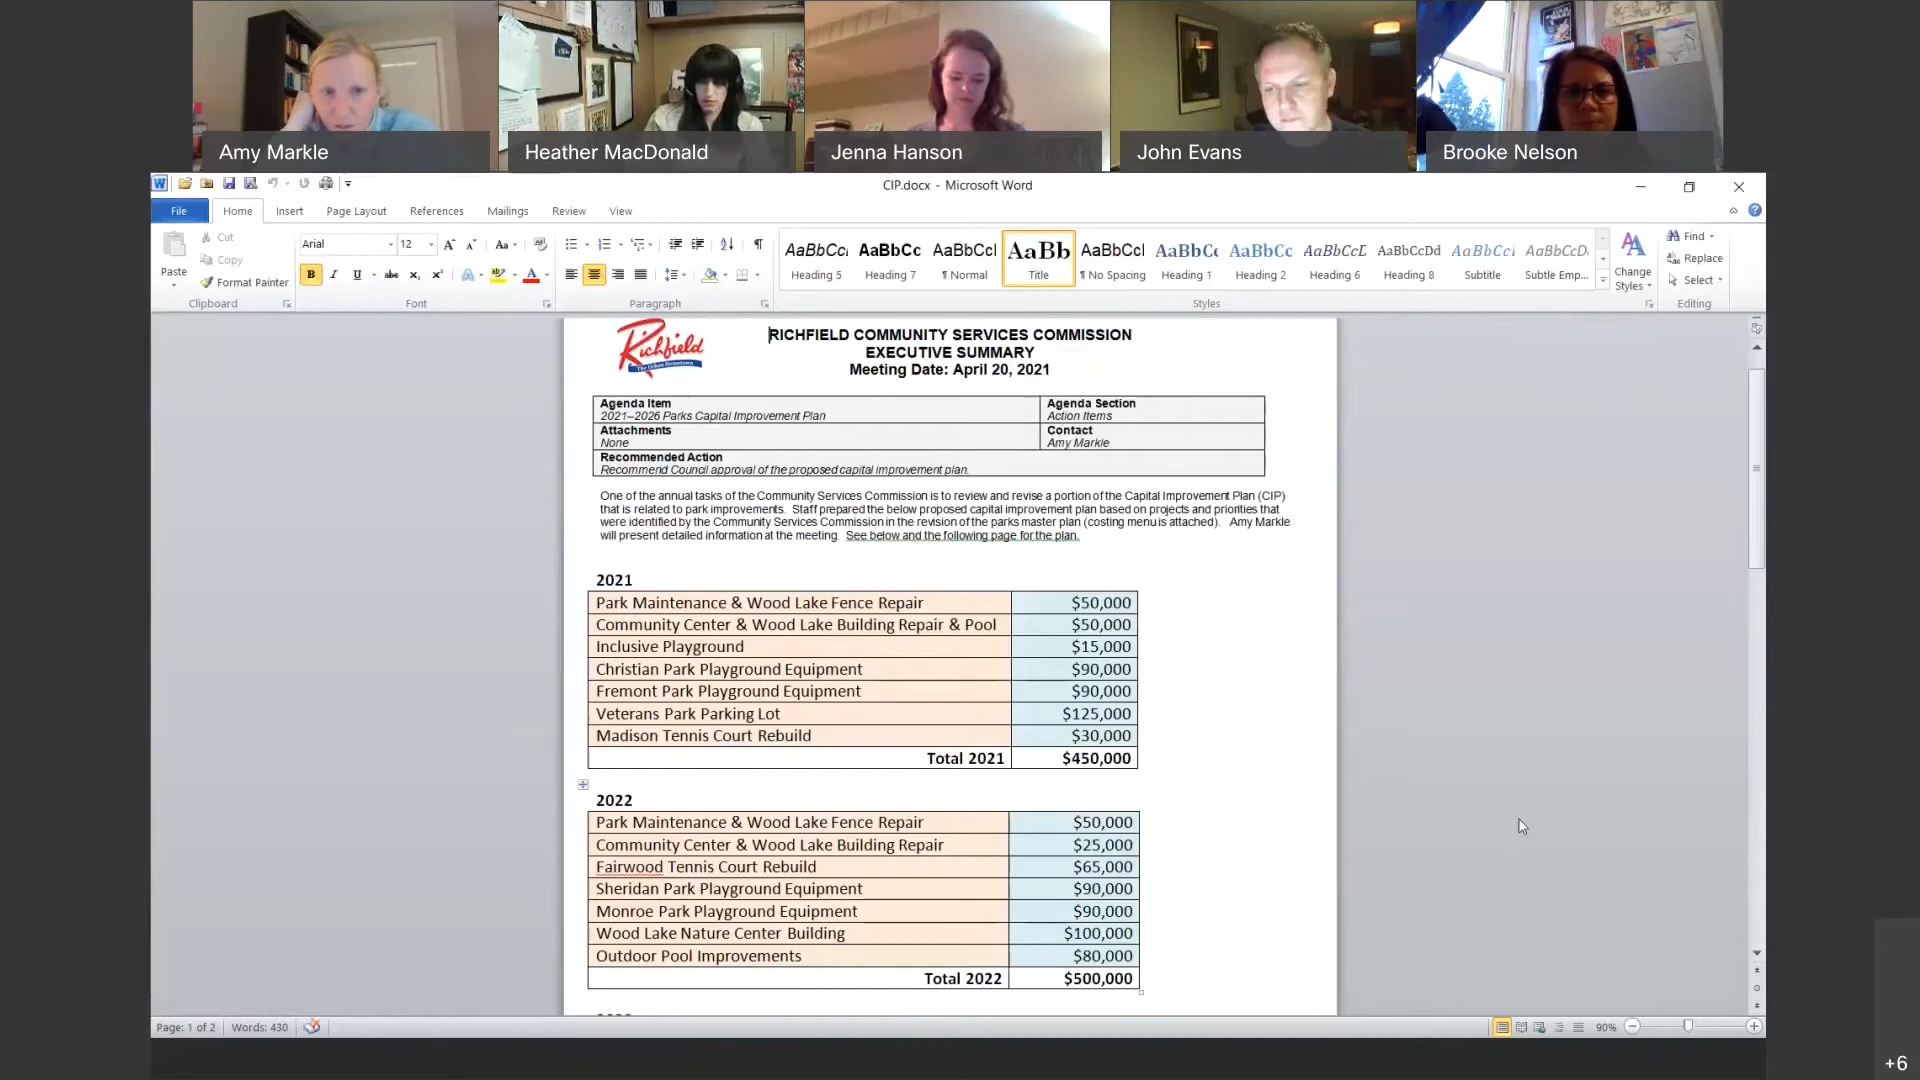 Amy Markle
Heather MacDonald
Jenna Hanson
John Evans
Brooke Nelson
CIP.docx - Microsoft Word
File Home Insert Page Layout References Mailings Review View
Paste
Cut
Copy
Format Painter
Clipboard
Arial 12
Font
Paragraph
AaBbCcI AaBbCc AaBbCcI AaBb AaBbCcI AaBbCc AaBbCc AaBbCcD AaBbCcDd AaBbCcI AaBbCcD
Heading 5 Heading 7 ¶ Normal Title ¶ No Spacing Heading 1 Heading 2 Heading 6 Heading 8 Subtitle Subtle Emp...
Styles
Change
Styles
Find
Replace
Select
Editing
Richfield
The Urban Hometown
RICHFIELD COMMUNITY SERVICES COMMISSION
EXECUTIVE SUMMARY
Meeting Date: April 20, 2021
Agenda Item
2021–2026 Parks Capital Improvement Plan
Agenda Section
Action Items
Attachments
None
Contact
Amy Markle
Recommended Action
Recommend Council approval of the proposed capital improvement plan.
One of the annual tasks of the Community Services Commission is to review and revise a portion of the Capital Improvement Plan (CIP)
that is related to park improvements. Staff prepared the below proposed capital improvement plan based on projects and priorities that
were identified by the Community Services Commission in the revision of the parks master plan (costing menu is attached). Amy Markle
will present detailed information at the meeting. See below and the following page for the plan.
2021
Park Maintenance & Wood Lake Fence Repair $50,000
Community Center & Wood Lake Building Repair & Pool $50,000
Inclusive Playground $15,000
Christian Park Playground Equipment $90,000
Fremont Park Playground Equipment $90,000
Veterans Park Parking Lot $125,000
Madison Tennis Court Rebuild $30,000
Total 2021 $450,000
2022
Park Maintenance & Wood Lake Fence Repair $50,000
Community Center & Wood Lake Building Repair $25,000
Fairwood Tennis Court Rebuild $65,000
Sheridan Park Playground Equipment $90,000
Monroe Park Playground Equipment $90,000
Wood Lake Nature Center Building $100,000
Outdoor Pool Improvements $80,000
Total 2022 $500,000
Page: 1 of 2 Words: 430
90%
+6